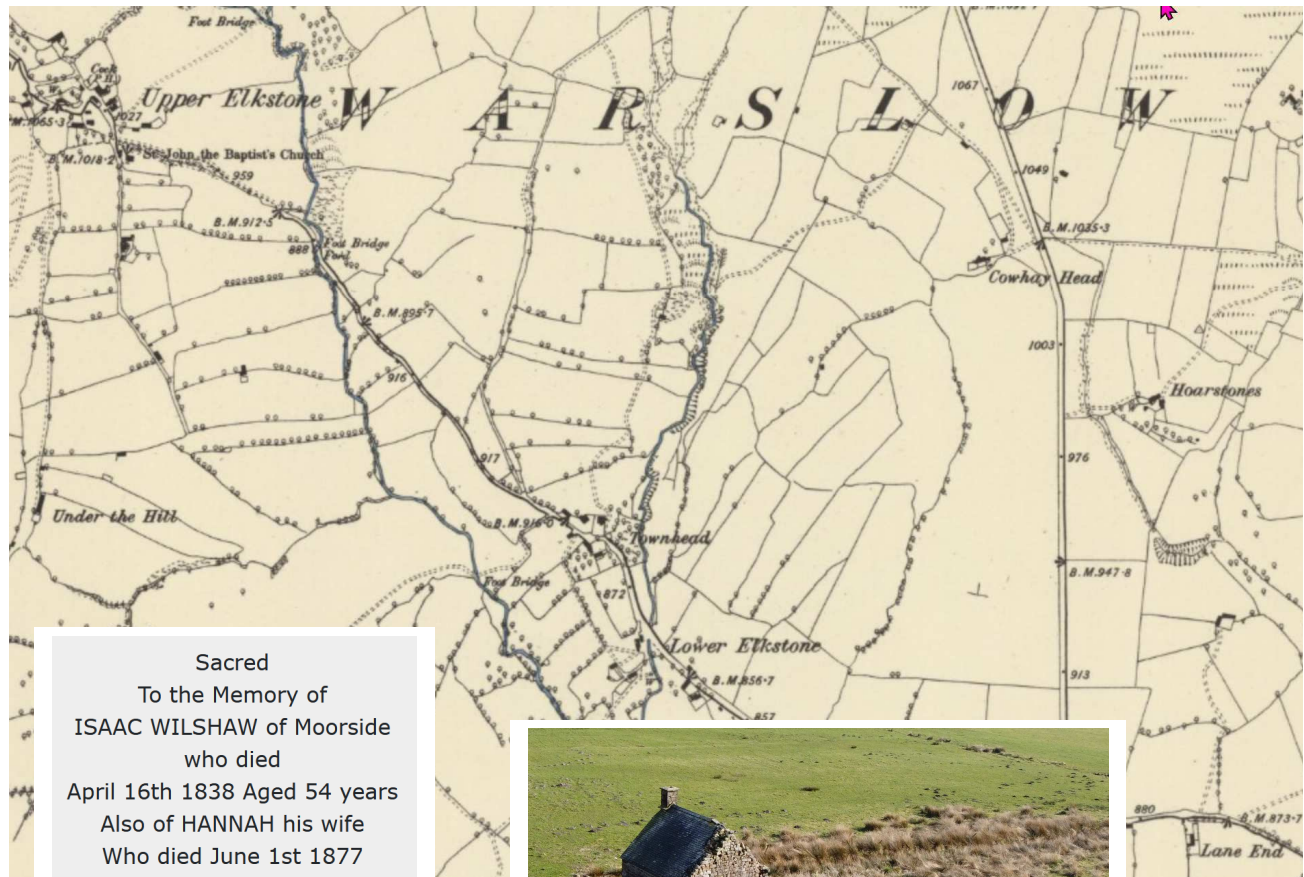 Foot Bridge
Cock
(P.H.)
Upper Elkstone
1027
B.M.1018·2
St. John the Baptist's Church
959
B.M.912·5
888
Foot Bridge
Ford
B.M.895·7
916
917
Under the Hill
B.M.916·
Townhead
Foot Bridge
872
Lower Elkstone
B.M.856·7
857
WARSLOW
1067
1049
B.M.1035·3
Cowhay Head
1003
Hoarstones
976
B.M.947·8
913
880
B.M.873·7
Lane End
Sacred
To the Memory of
ISAAC WILSHAW of Moorside
who died
April 16th 1838 Aged 54 years
Also of HANNAH his wife
Who died June 1st 1877